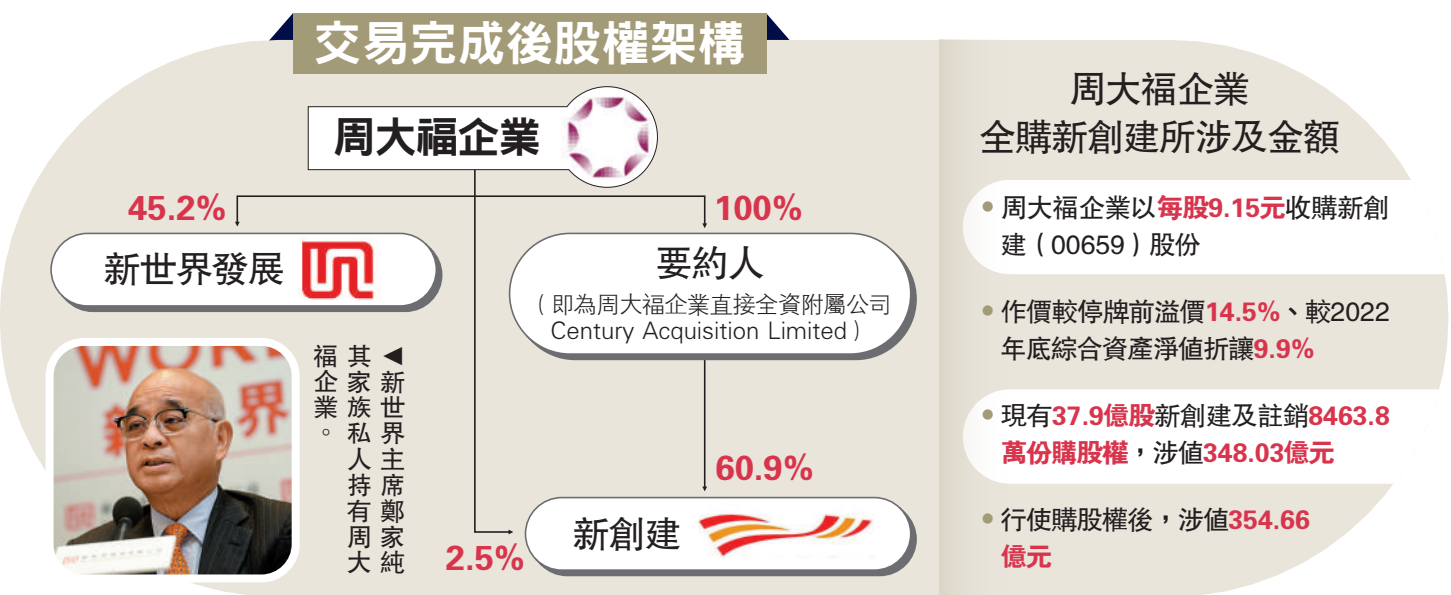 交易完成後股權架構
周大福企業
45.2%
100%
新世界發展
要約人
（即為周大福企業直接全資附屬公司
Century Acquisition Limited）
WORL
新 界
◀新世界主席鄭家純
其家族私人持有周大
福企業。
60.9%
2.5%
新創建
周大福企業
全購新創建所涉及金額
• 周大福企業以每股9.15元收購新創
建（00659）股份
• 作價較停牌前溢價14.5%、較2022
年底綜合資產淨值折讓9.9%
• 現有37.9億股新創建及註銷8463.8
萬份購股權，涉值348.03億元
• 行使購股權後，涉值354.66
億元